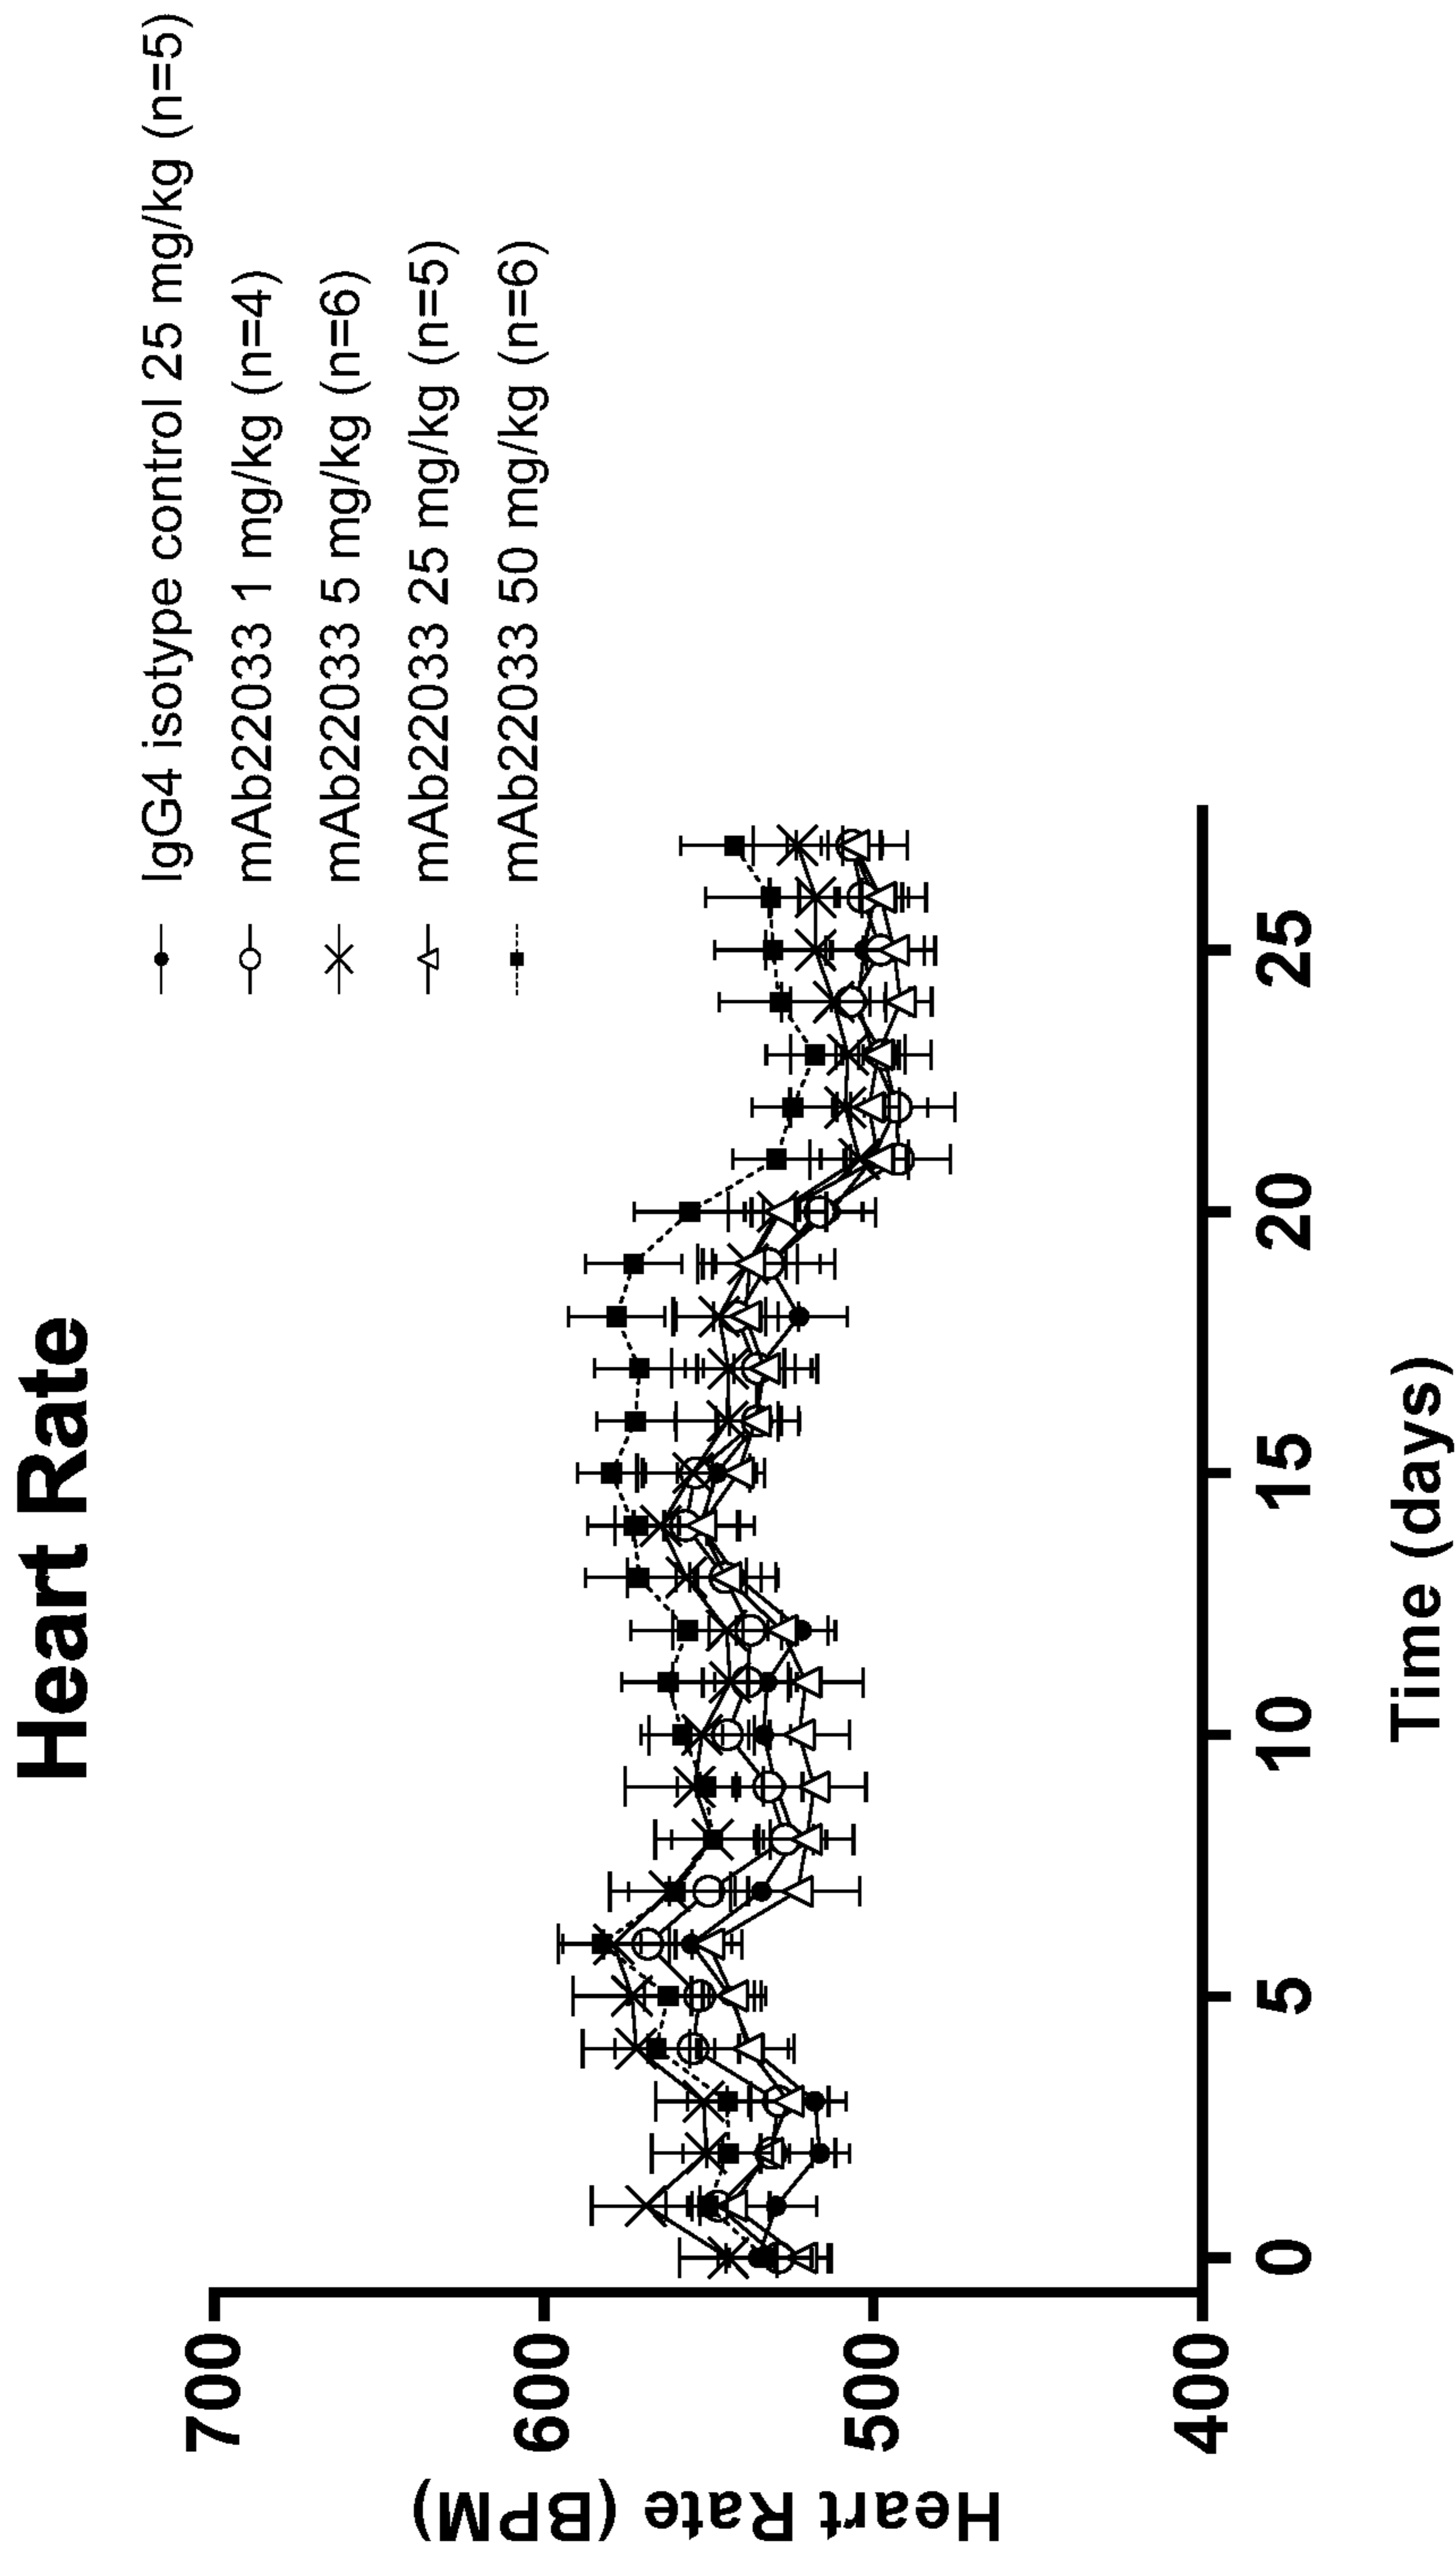 Heart Rate
IgG4 isotype control 25 mg/kg (n=5)
mAb22033 1 mg/kg (n=4)
mAb22033 5 mg/kg (n=6)
mAb22033 25 mg/kg (n=5)
mAb22033 50 mg/kg (n=6)
Heart Rate (BPM)
700
600
500
400
0
5
10
15
20
25
Time (days)